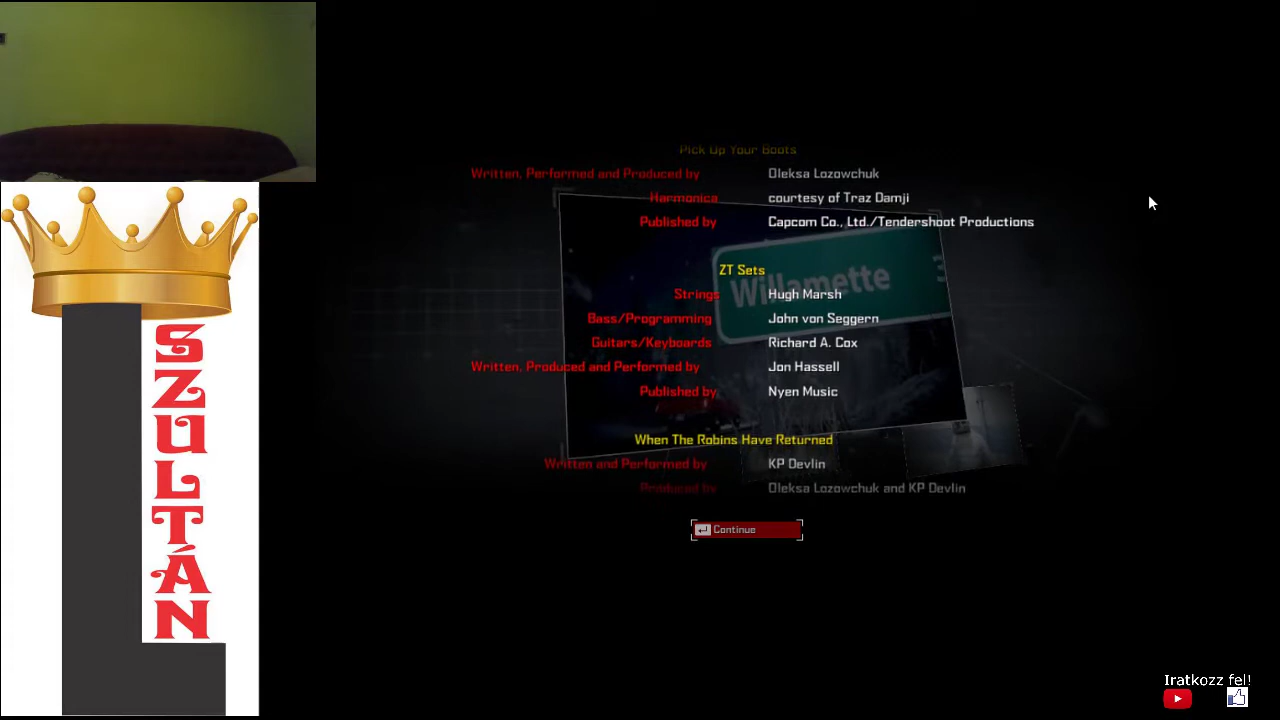 Pick Up Your Boots
Written, Performed and Produced by Oleksa Lozowchuk
Harmonica courtesy of Traz Damji
Published by Capcom Co., Ltd./Tendershoot Productions
ZT Sets
Willamette
Strings Hugh Marsh
Bass/Programming John von Seggern
Guitars/Keyboards Richard A. Cox
Written, Produced and Performed by Jon Hassell
Published by Nyen Music
When The Robins Have Returned
Written and Performed by KP Devlin
Produced by Oleksa Lozowchuk and KP Devlin
Continue
L
SZULTÁN
Iratkozz fel!